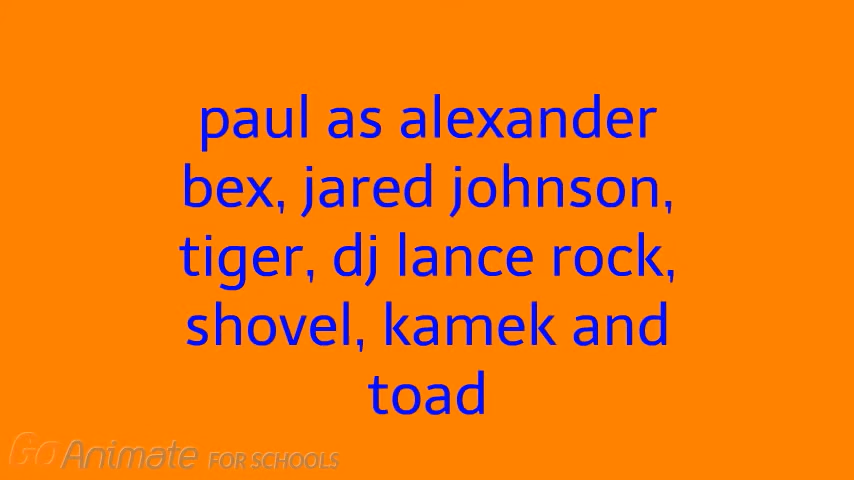 paul as alexander
bex, jared johnson,
tiger, dj lance rock,
shovel, kamek and
toad
GoAnimate FOR SCHOOLS